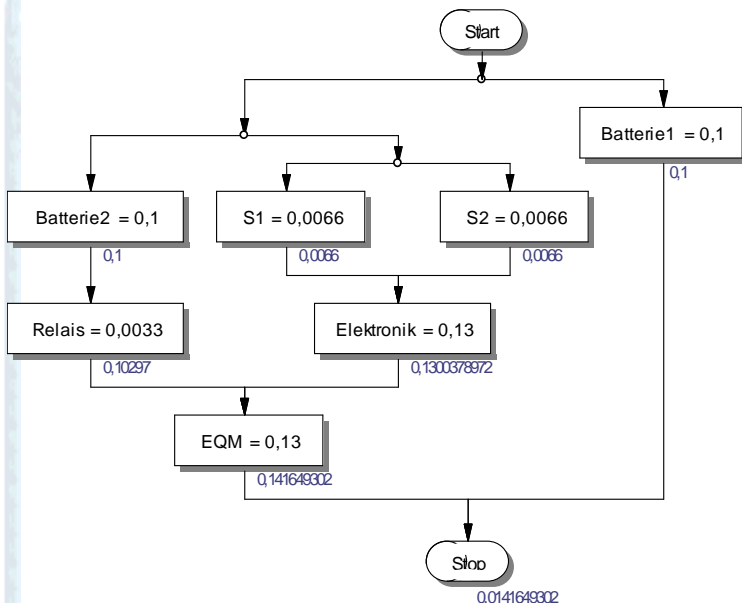 Start
Batterie1 = 0,1
0,1
Batterie2 = 0,1
0,1
S1 = 0,0066
0,0066
S2 = 0,0066
0,0066
Relais = 0,0033
0,10297
Elektronik = 0,13
0,1300378972
EQM = 0,13
0,141649302
Stop
0,0141649302